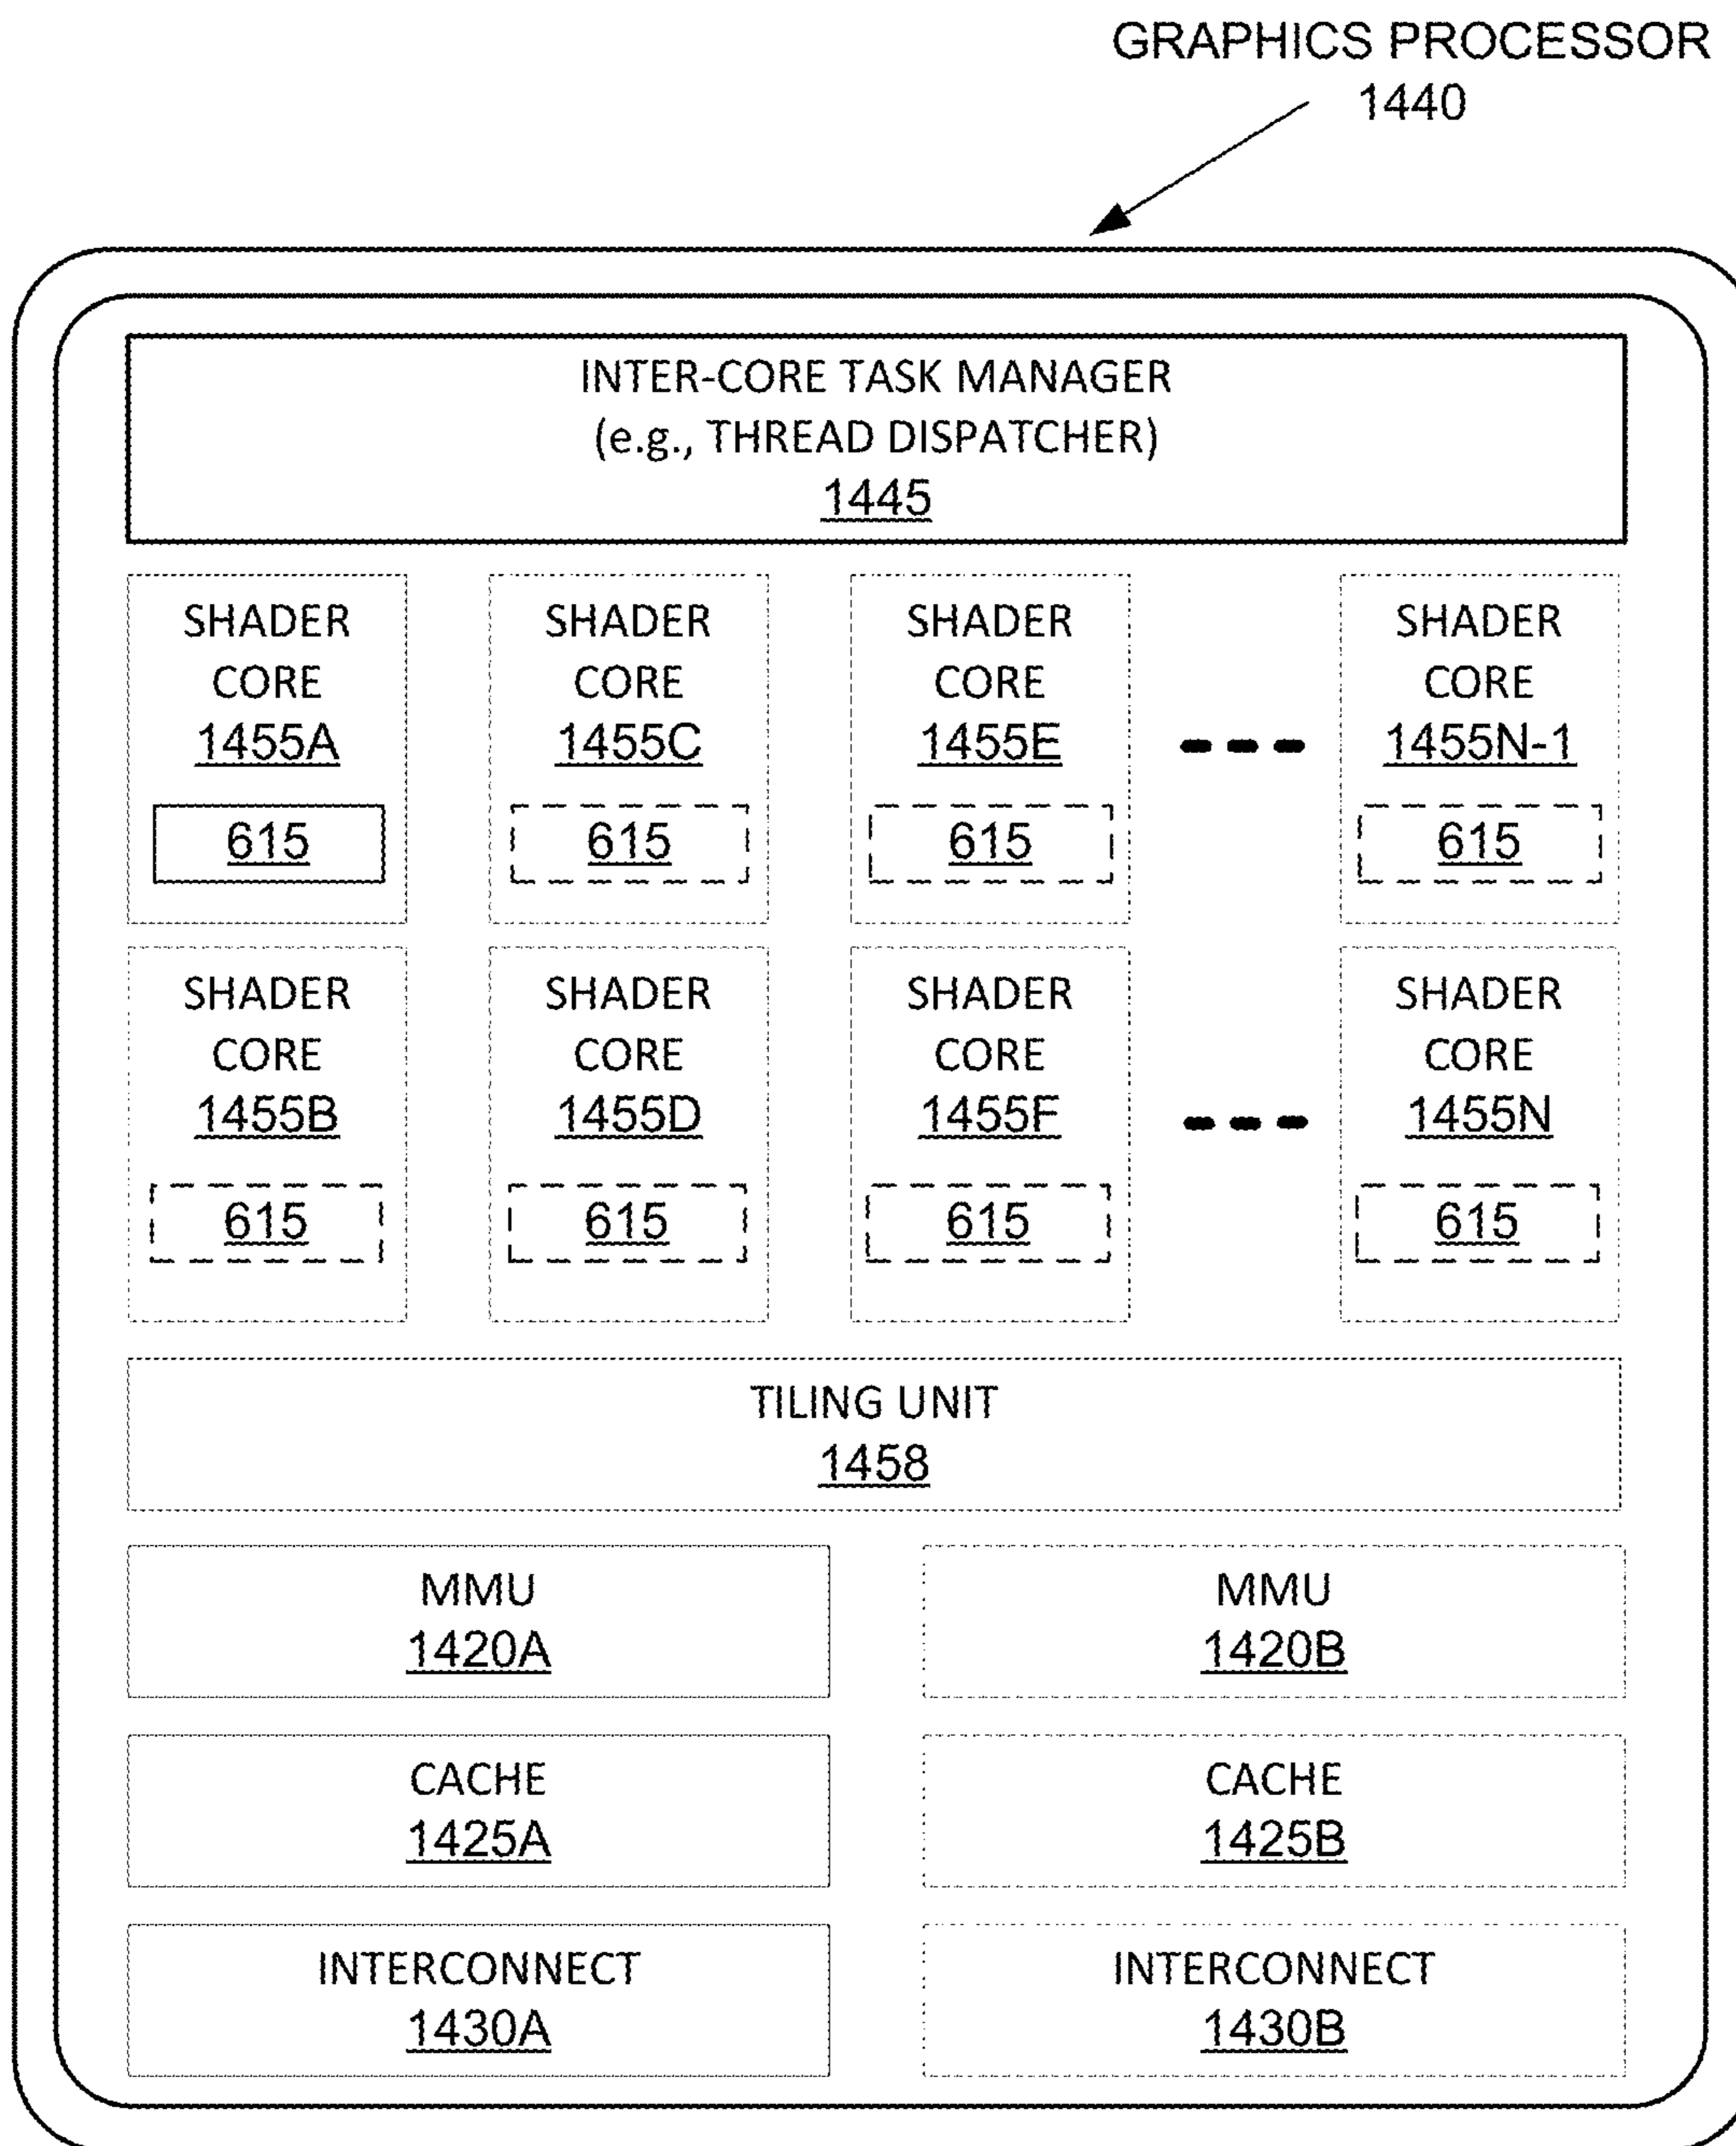 GRAPHICS PROCESSOR
1440
INTER-CORE TASK MANAGER
(e.g., THREAD DISPATCHER)
1445
SHADER
CORE
1455A
615
SHADER
CORE
1455C
615
SHADER
CORE
1455E
615
SHADER
CORE
1455N-1
615
SHADER
CORE
1455B
615
SHADER
CORE
1455D
615
SHADER
CORE
1455F
615
SHADER
CORE
1455N
615
TILING UNIT
1458
MMU
1420A
MMU
1420B
CACHE
1425A
CACHE
1425B
INTERCONNECT
1430A
INTERCONNECT
1430B